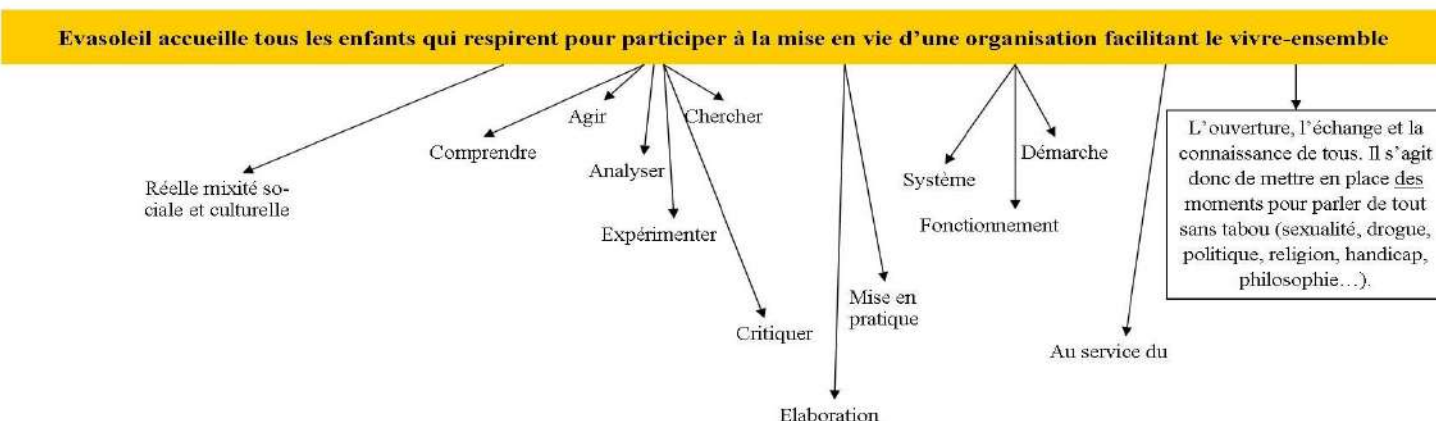 Evasoleil accueille tous les enfants qui respirent pour participer à la mise en vie d'une organisation facilitant le vivre-ensemble
Réelle mixité so-
ciale et culturelle
Comprendre
Agir
Analyser
Expérimenter
Chercher
Critiquer
Elaboration
Mise en
pratique
Système
Fonctionnement
Démarche
Au service du
L'ouverture, l'échange et la
connaissance de tous. Il s'agit
donc de mettre en place des
moments pour parler de tout
sans tabou (sexualité, drogue,
politique, religion, handicap,
philosophie…).